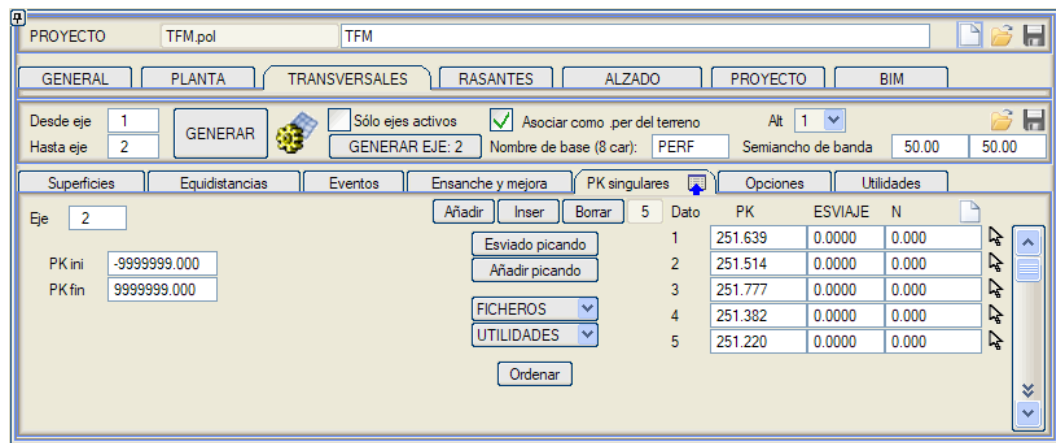 PROYECTO TFM.pol TFM
GENERAL PLANTA TRANSVERSALES RASANTES ALZADO PROYECTO BIM
Desde eje 1 GENERAR Sólo ejes activos Asociar como .per del terreno Alt 1
Hasta eje 2 GENERAR EJE: 2 Nombre de base (8 car): PERF Semiancho de banda 50.00 50.00
Superficies Equidistancias Eventos Ensanche y mejora PK singulares Opciones Utilidades
Eje 2 Añadir Inser Borrar 5 Dato PK ESVIAJE N
Esviado picando 1 251.639 0.0000 0.000
PK ini -9999999.000 Añadir picando 2 251.514 0.0000 0.000
PK fin 9999999.000 3 251.777 0.0000 0.000
FICHEROS 4 251.382 0.0000 0.000
UTILIDADES 5 251.220 0.0000 0.000
Ordenar